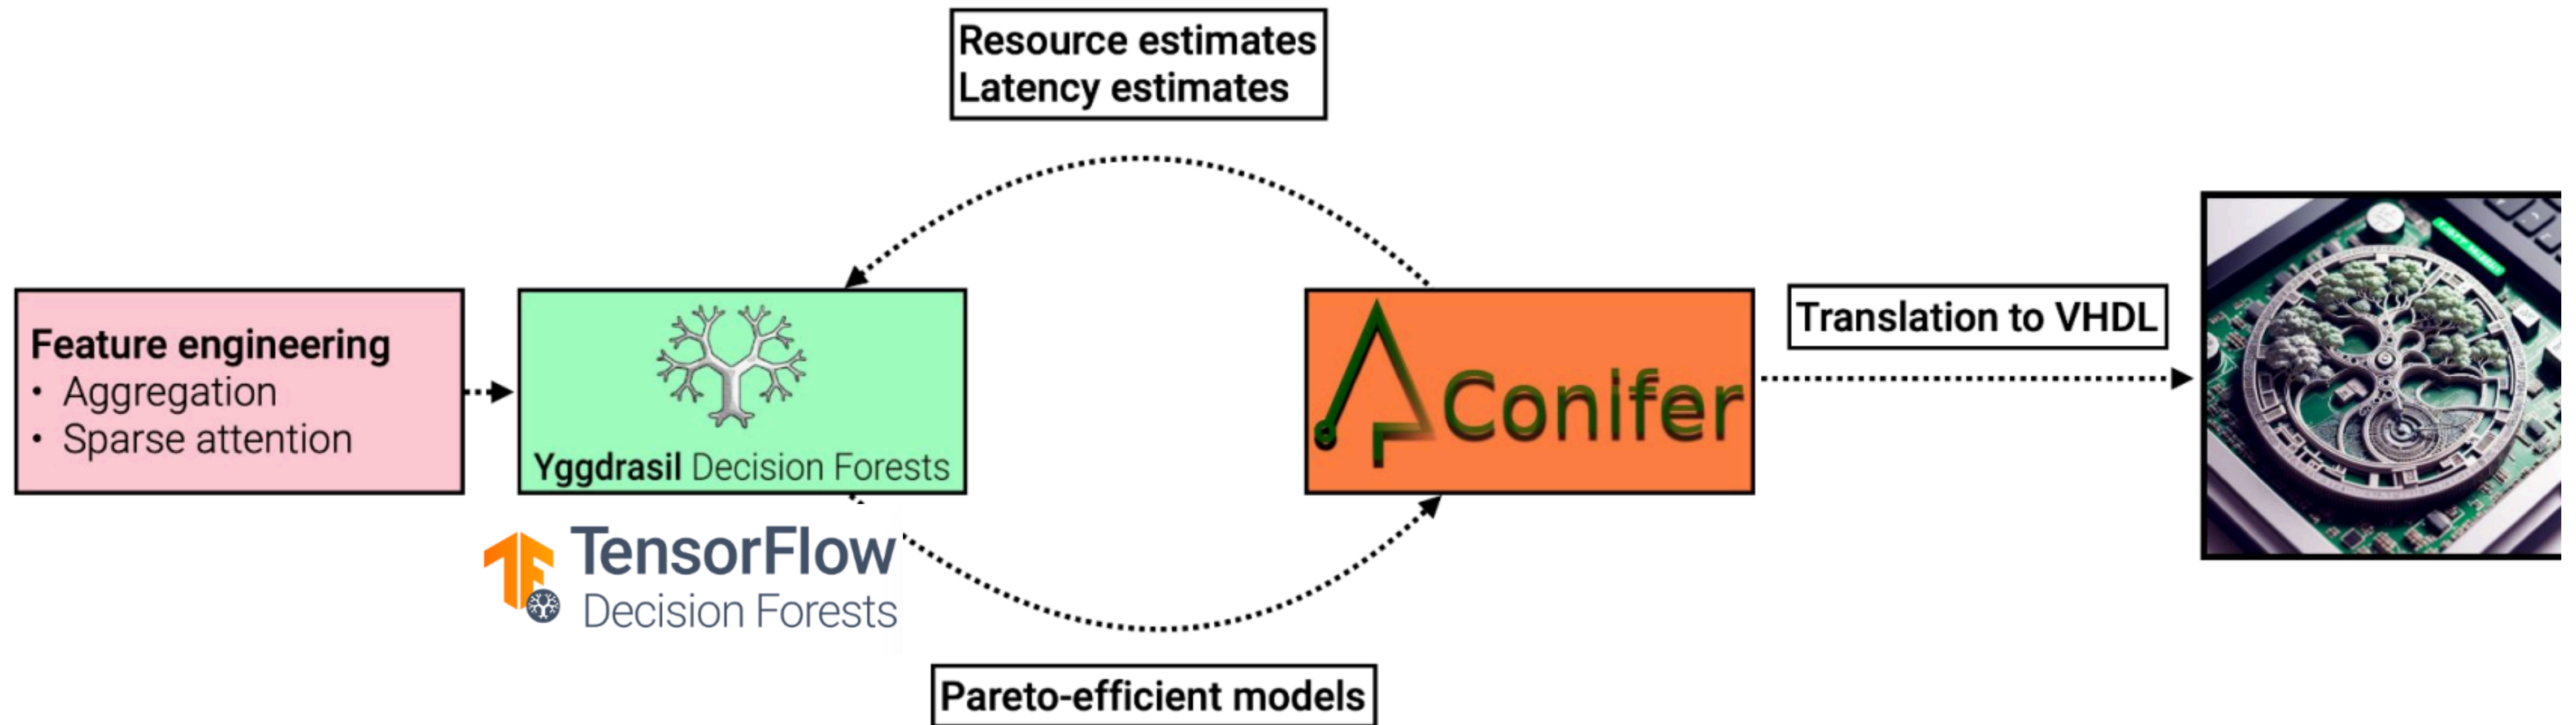 Resource estimates
Latency estimates
Feature engineering
• Aggregation
• Sparse attention
Yggdrasil Decision Forests
TensorFlow
Decision Forests
Conifer
Translation to VHDL
Pareto-efficient models